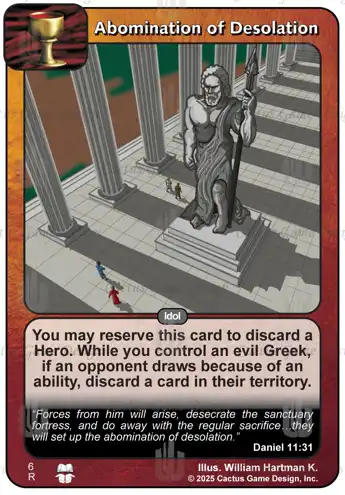 Abomination of Desolation
Idol
You may reserve this card to discard a
Hero. While you control an evil Greek,
if an opponent draws because of an
ability, discard a card in their territory.
“Forces from him will arise, desecrate the sanctuary
fortress, and do away with the regular sacrifice…they
will set up the abomination of desolation.”
Daniel 11:31
6
R
Illus. William Hartman K.
© 2025 Cactus Game Design, Inc.